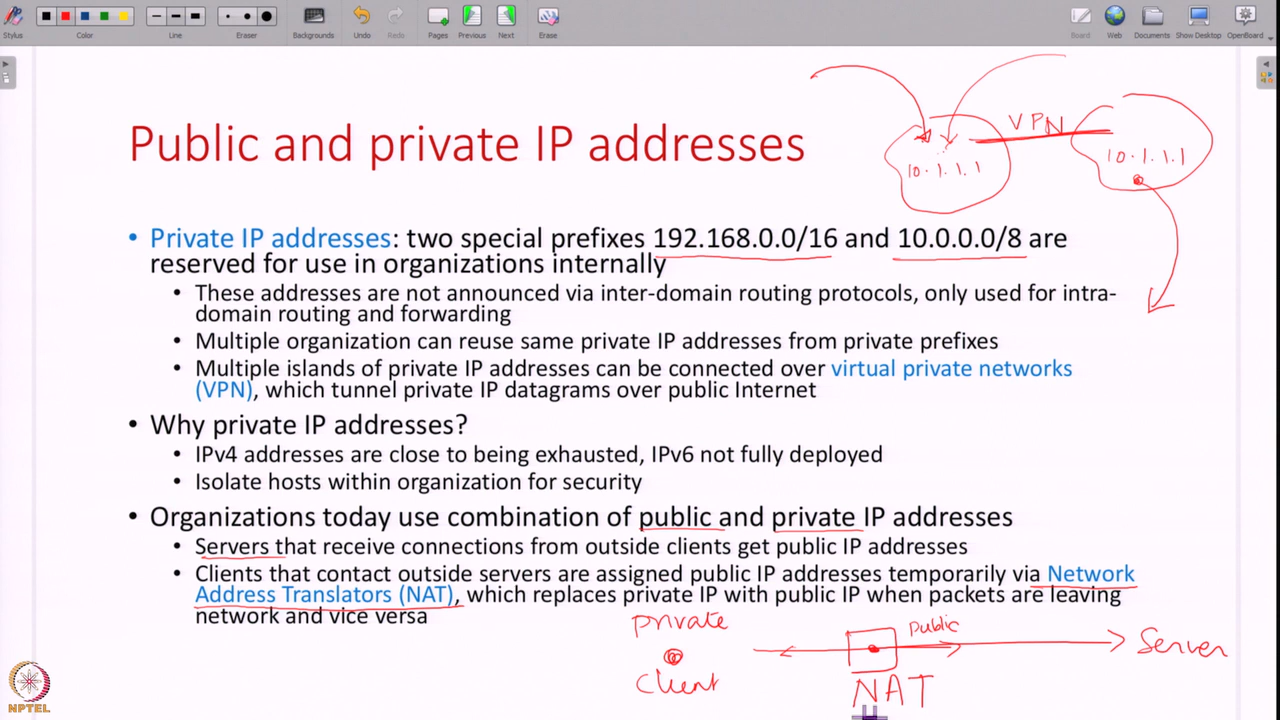 Stylus
Color
Line
Eraser
Backgrounds
Undo
Redo
Pages
Previous
Next
Erase
Board
Web
Documents
Show Desktop
OpenBoard
VPN
10.1.1.1
10.1.1.1
Public and private IP addresses
• Private IP addresses: two special prefixes 192.168.0.0/16 and 10.0.0.0/8 are
reserved for use in organizations internally
• These addresses are not announced via inter-domain routing protocols, only used for intra-
domain routing and forwarding
• Multiple organization can reuse same private IP addresses from private prefixes
• Multiple islands of private IP addresses can be connected over virtual private networks
(VPN), which tunnel private IP datagrams over public Internet
• Why private IP addresses?
• IPv4 addresses are close to being exhausted, IPv6 not fully deployed
• Isolate hosts within organization for security
• Organizations today use combination of public and private IP addresses
• Servers that receive connections from outside clients get public IP addresses
• Clients that contact outside servers are assigned public IP addresses temporarily via Network
Address Translators (NAT), which replaces private IP with public IP when packets are leaving
network and vice versa
Private
Public
Server
Client
NAT
NPTEL